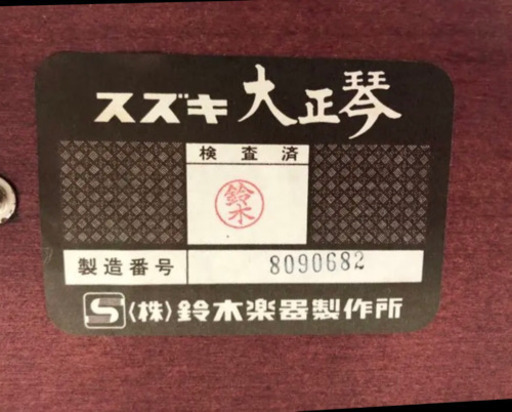 スズキ 大正琴
検査済
鈴木
製造番号 8090682
S 〈株〉鈴木楽器製作所